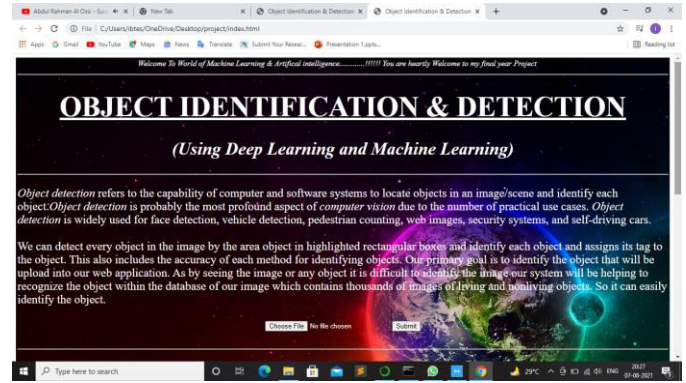 Abdul Rahman Al Ossi - Sur
New Tab
Object Identification & Detection
Object Identification & Detection
File | C:/Users/ibtes/OneDrive/Desktop/project/index.html
Apps Gmail YouTube Maps News Translate Submit Your Resear... Presentation 1.pptx... Reading list
Welcome To World of Machine Learning & Artifical intelligence............!!!!!! You are heartly Welcome to my final year Project
OBJECT IDENTIFICATION & DETECTION
(Using Deep Learning and Machine Learning)
Object detection refers to the capability of computer and software systems to locate objects in an image/scene and identify each
object.Object detection is probably the most profound aspect of computer vision due to the number of practical use cases. Object
detection is widely used for face detection, vehicle detection, pedestrian counting, web images, security systems, and self-driving cars.
We can detect every object in the image by the area object in highlighted rectangular boxes and identify each object and assigns its tag to
the object. This also includes the accuracy of each method for identifying objects. Our primary goal is to identify the object that will be
upload into our web application. As by seeing the image or any object it is difficult to identify the image our system will be helping to
recognize the object within the database of our image which contains thousands of images of living and nonliving objects. So it can easily
identify the object.
Choose File No file chosen Submit
Type here to search
29°C
ENG
20:27
07-08-2021